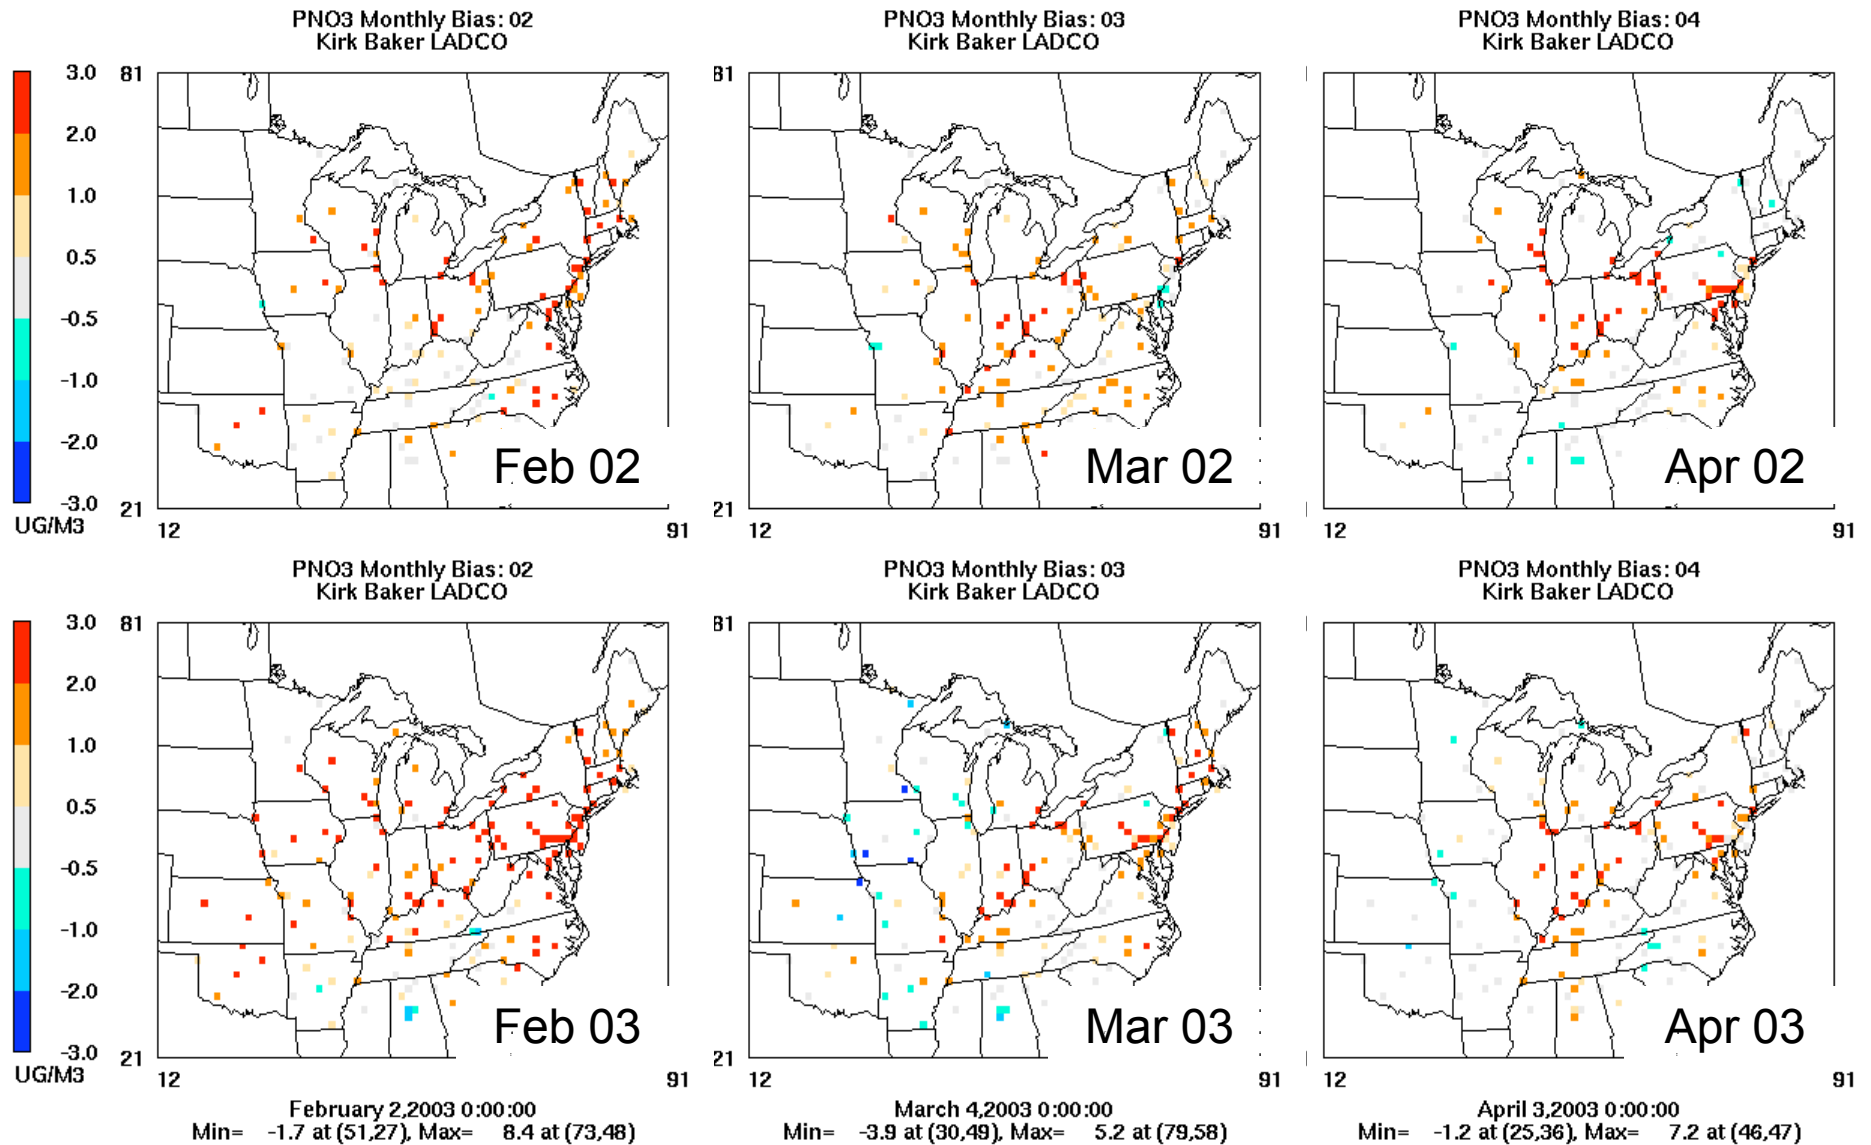 PNO3 Monthly Bias: 02
Kirk Baker LADCO
PNO3 Monthly Bias: 03
Kirk Baker LADCO
PNO3 Monthly Bias: 04
Kirk Baker LADCO
3.0
2.0
1.0
0.5
-0.5
-1.0
-2.0
-3.0
UG/M3
81
21
12
91
Feb 02
81
12
91
Mar 02
12
91
Apr 02
PNO3 Monthly Bias: 02
Kirk Baker LADCO
PNO3 Monthly Bias: 03
Kirk Baker LADCO
PNO3 Monthly Bias: 04
Kirk Baker LADCO
3.0
2.0
1.0
0.5
-0.5
-1.0
-2.0
-3.0
UG/M3
81
21
12
91
Feb 03
81
12
91
Mar 03
12
91
Apr 03
February 2,2003 0:00:00
Min= -1.7 at (51,27), Max= 8.4 at (73,48)
March 4,2003 0:00:00
Min= -3.9 at (30,49), Max= 5.2 at (79,58)
April 3,2003 0:00:00
Min= -1.2 at (25,36), Max= 7.2 at (46,47)